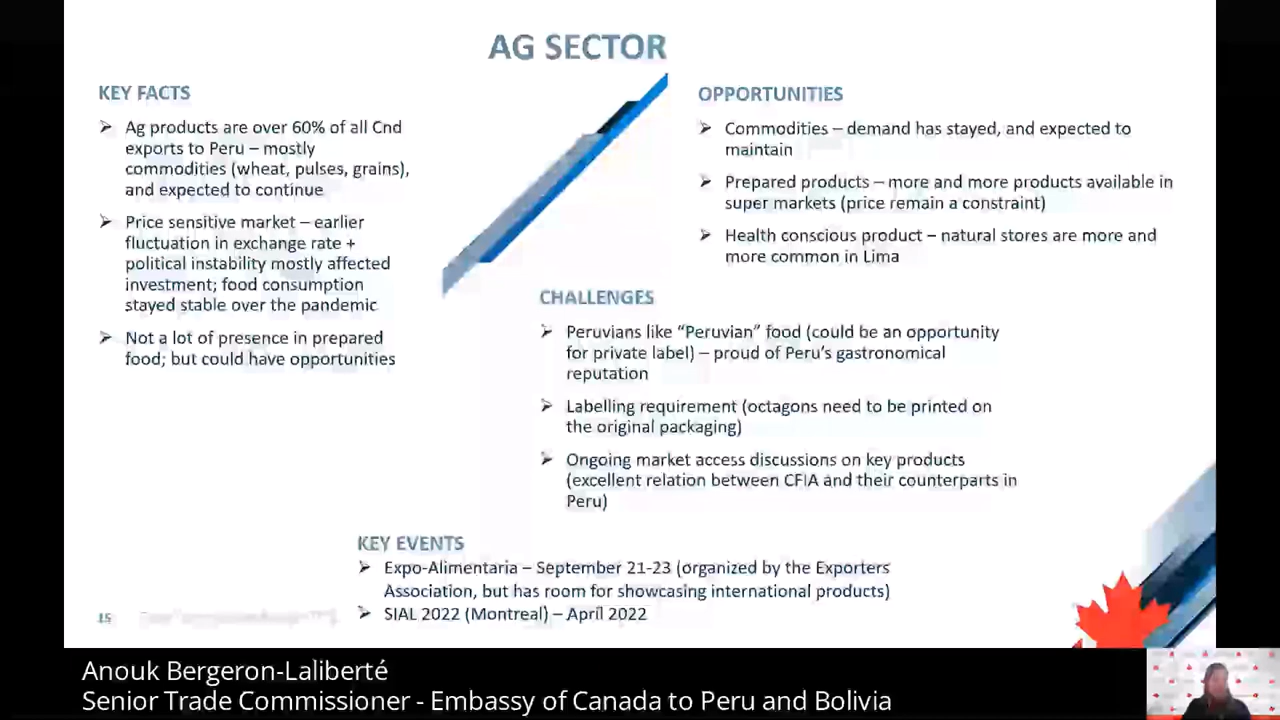 AG SECTOR
KEY FACTS
➢ Ag products are over 60% of all Cnd
exports to Peru – mostly
commodities (wheat, pulses, grains),
and expected to continue
➢ Price sensitive market – earlier
fluctuation in exchange rate +
political instability mostly affected
investment; food consumption
stayed stable over the pandemic
➢ Not a lot of presence in prepared
food; but could have opportunities
OPPORTUNITIES
➢ Commodities – demand has stayed, and expected to
maintain
➢ Prepared products – more and more products available in
super markets (price remain a constraint)
➢ Health conscious product – natural stores are more and
more common in Lima
CHALLENGES
➢ Peruvians like “Peruvian” food (could be an opportunity
for private label) – proud of Peru’s gastronomical
reputation
➢ Labelling requirement (octagons need to be printed on
the original packaging)
➢ Ongoing market access discussions on key products
(excellent relation between CFIA and their counterparts in
Peru)
KEY EVENTS
➢ Expo-Alimentaria – September 21-23 (organized by the Exporters
Association, but has room for showcasing international products)
➢ SIAL 2022 (Montreal) – April 2022
15
Anouk Bergeron-Laliberté
Senior Trade Commissioner - Embassy of Canada to Peru and Bolivia